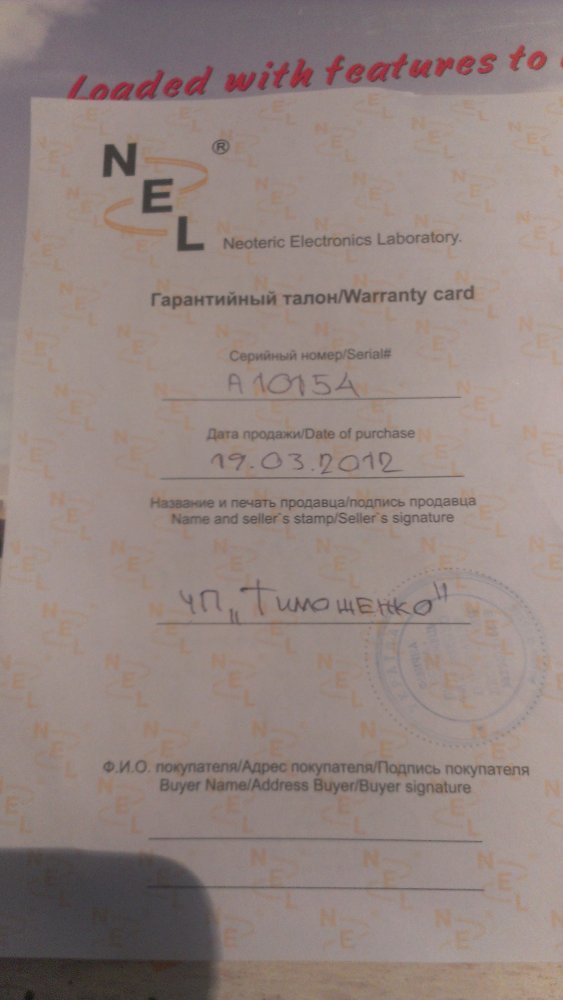 Loaded with features to
NEL®
Neoteric Electronics Laboratory.
Гарантийный талон/Warranty card
Серийный номер/Serial#
A10154
Дата продажи/Date of purchase
19.03.2012
Название и печать продавца/подпись продавца
Name and seller`s stamp/Seller`s signature
ЧП „Тимошенко"
Ф.И.О. покупателя/Адрес покупателя/Подпись покупателя
Buyer Name/Address Buyer/Buyer signature